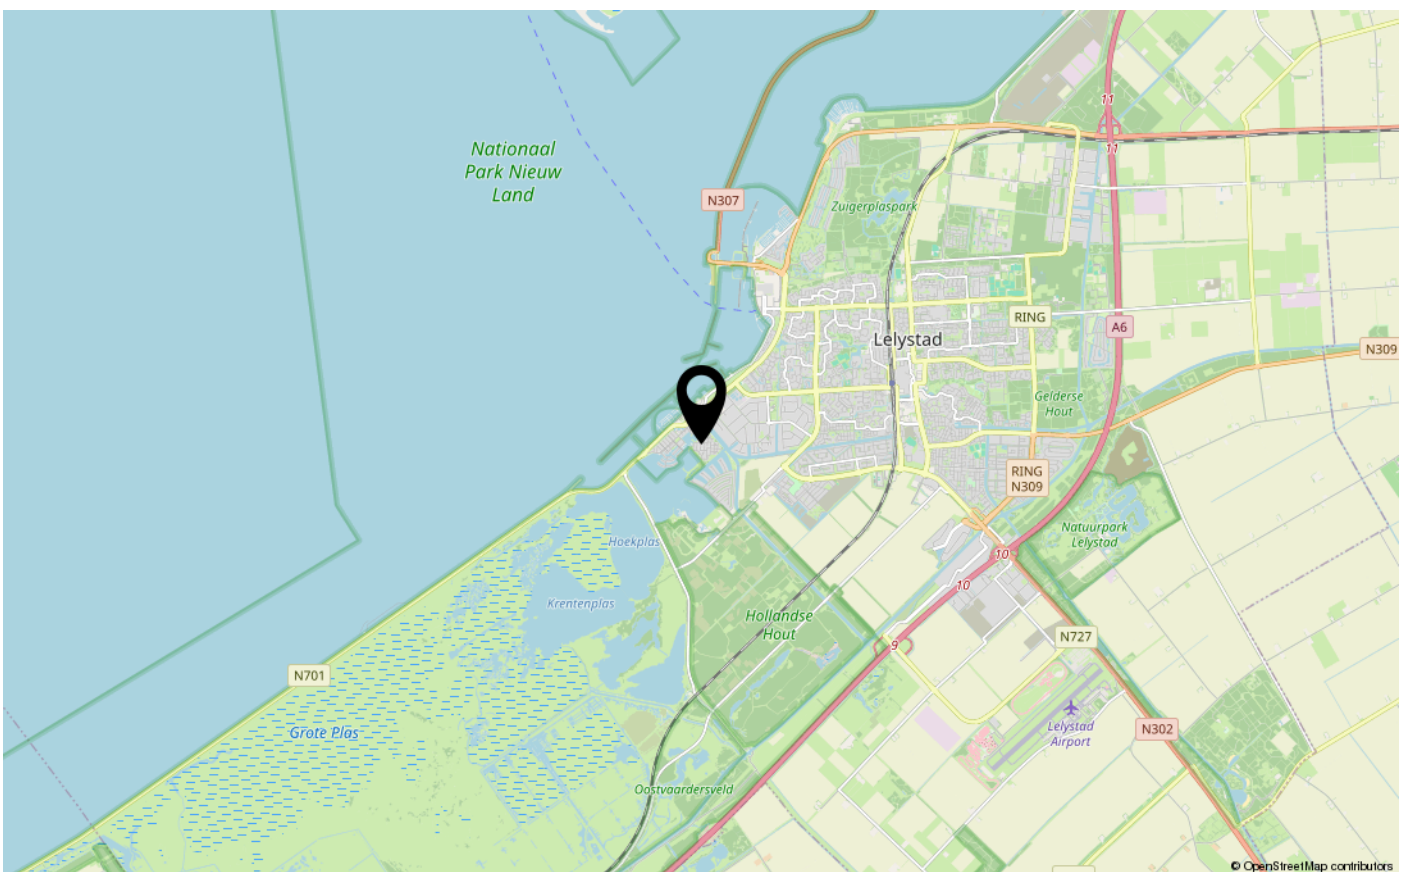 11
11
Nationaal
Park Nieuw
Land
N307
Zuigerplaspark
RING
A6
Lelystad
N309
Gelderse
Hout
RING
N309
Natuurpark
Lelystad
Hoekplas
10
10
Krentenplas
Hollandse
Hout
N727
9
N701
Grote Plas
Lelystad
Airport
N302
Oostvaardersveld
© OpenStreetMap contributors